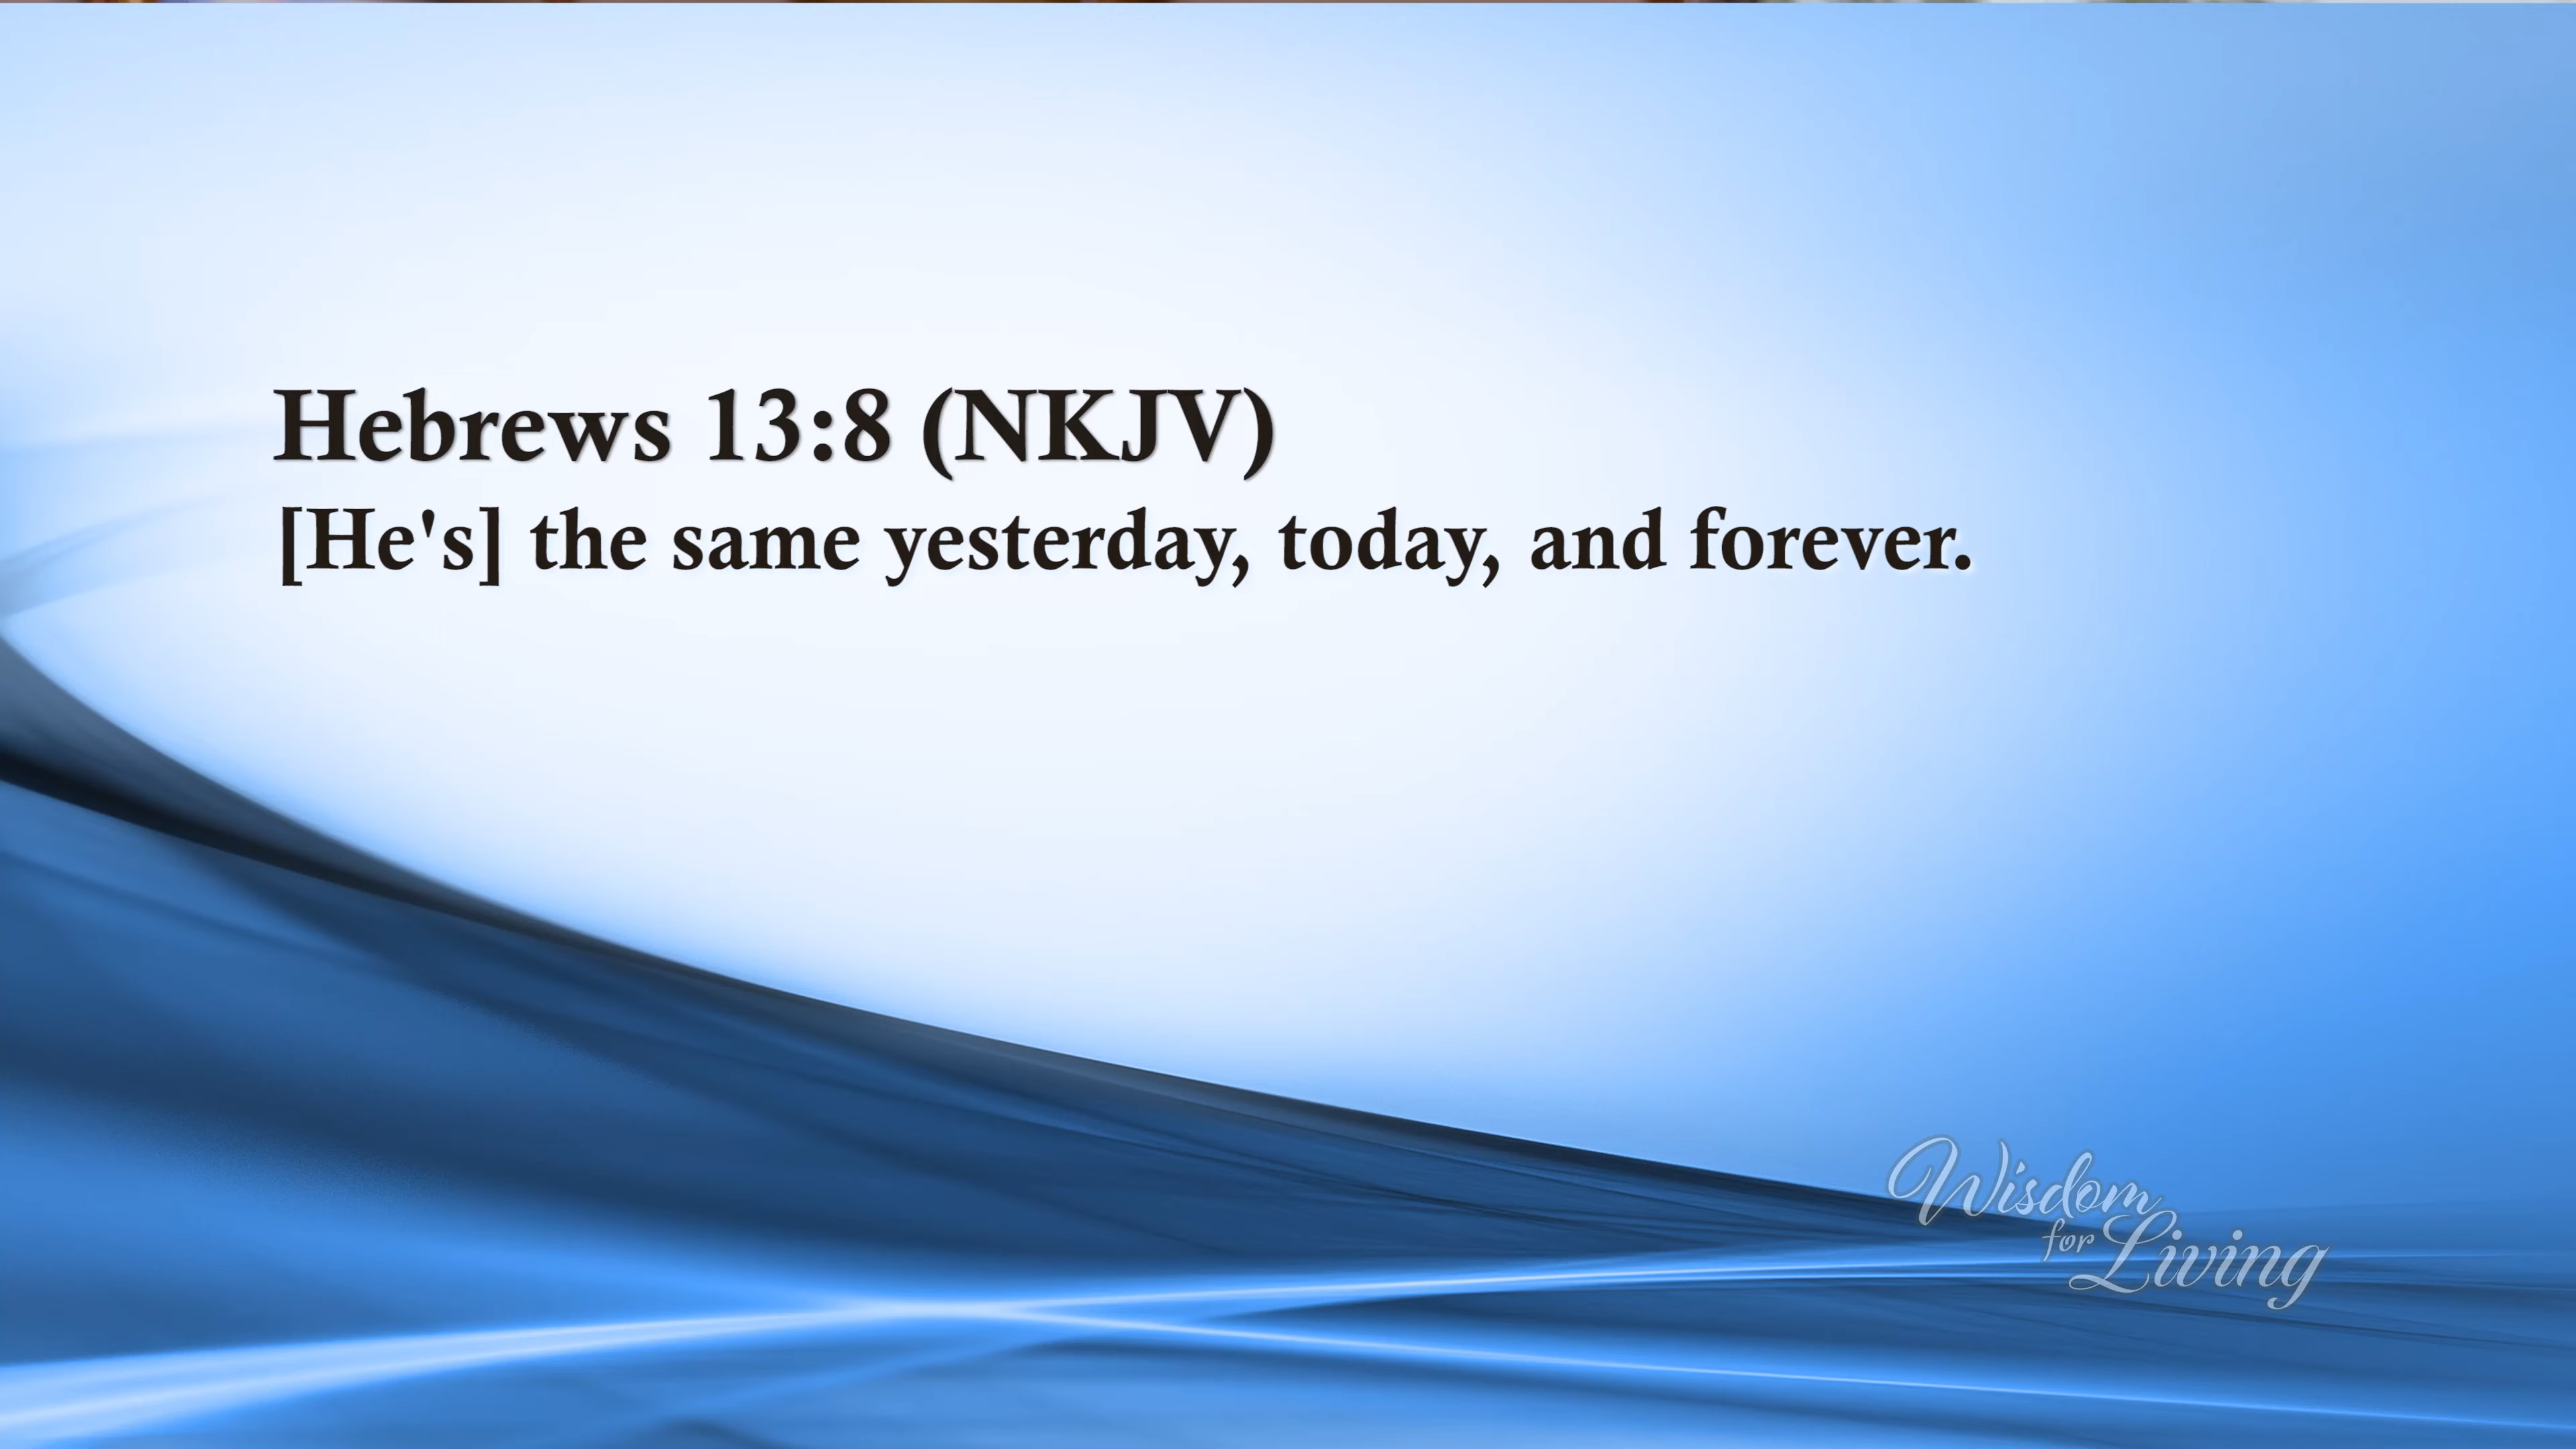 Hebrews 13:8 (NKJV)
[He's] the same yesterday, today, and forever.
Wisdom
for Living